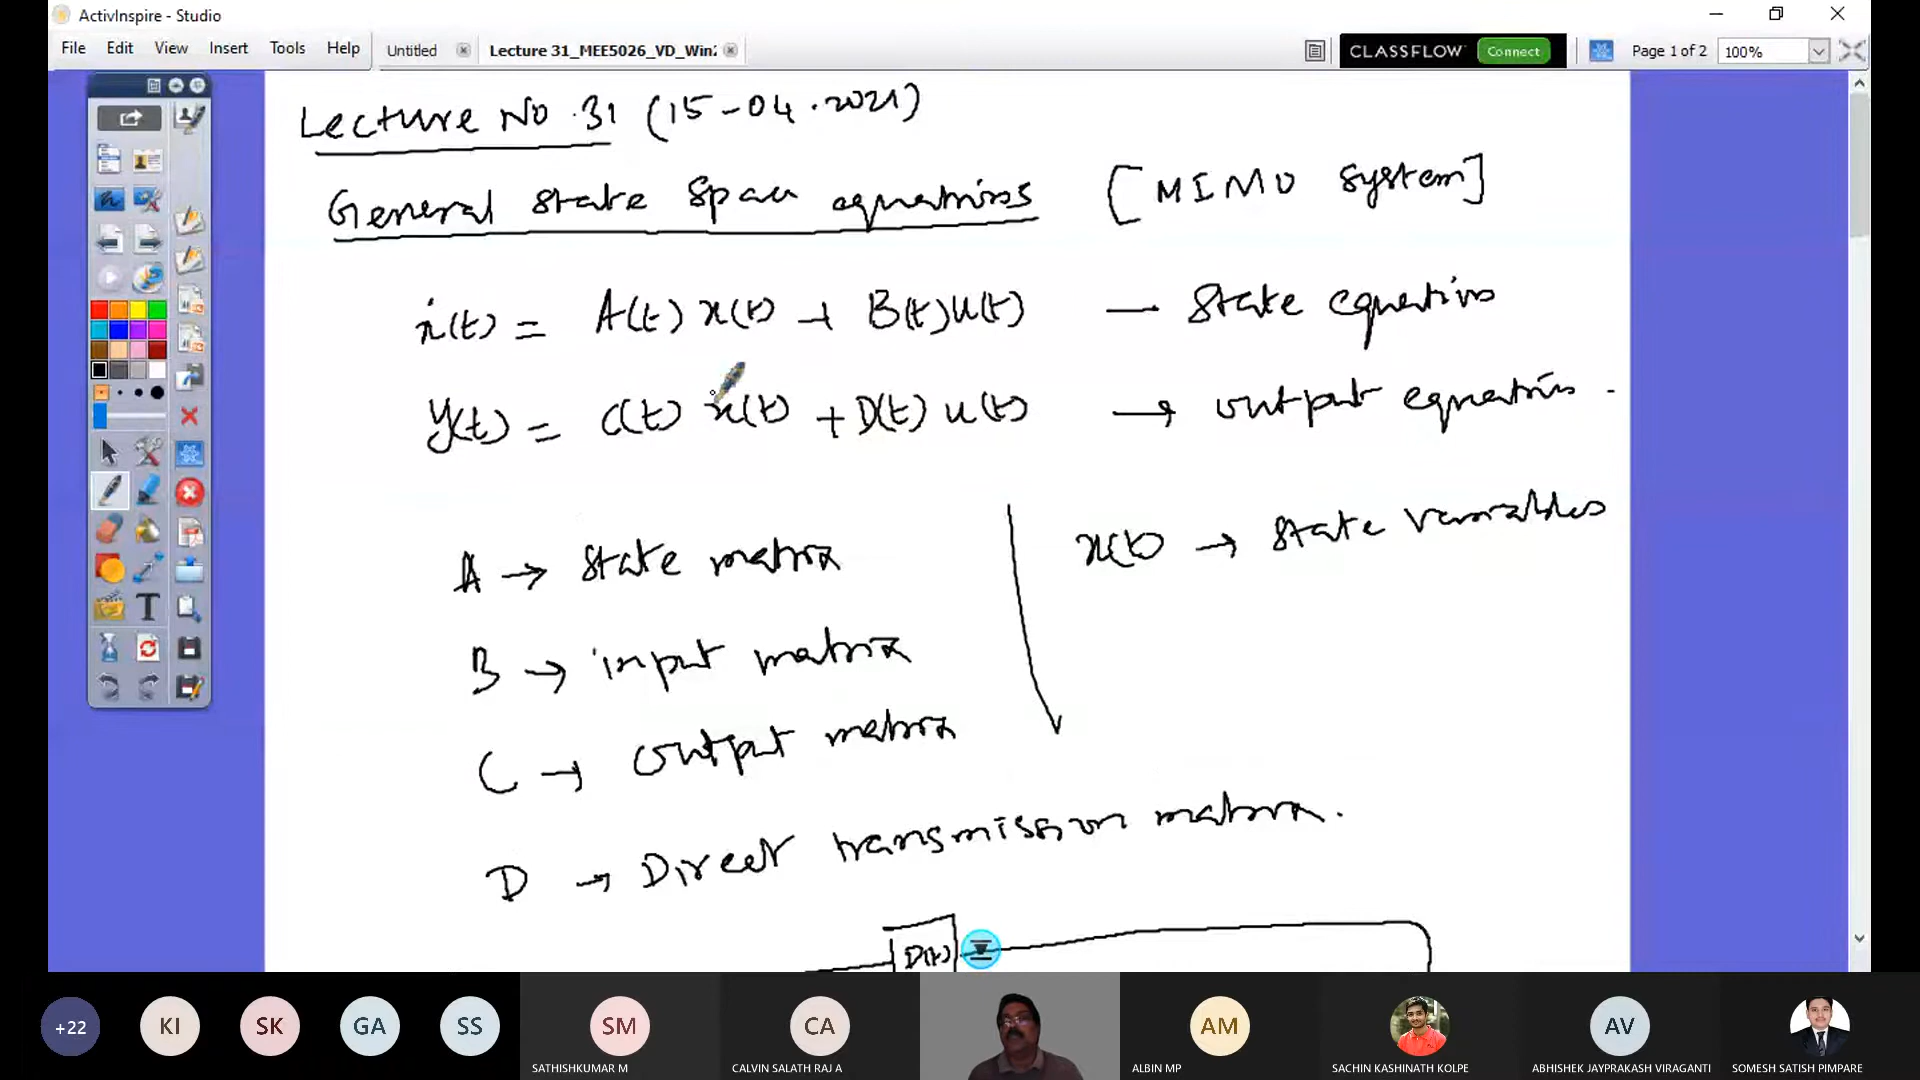 ActivInspire - Studio
File Edit View Insert Tools Help
Untitled
Lecture 31_MEE5026_VD_Win2
CLASSFLOW Connect
Page 1 of 2 100%
Lecture No. 31 (15-04.2021)
General State Space equations [MIMO System]
ẋ(t) = A(t) x(t) + B(t) u(t) — State equations
y(t) = C(t) x(t) + D(t) u(t) → output equations.
A → State matrix
x(t) → State Variables
B → input matrix
C → output matrix
D → Direct transmission matrix.
D(t)
T
+22
KI
SK
GA
SS
SM
CA
AM
AV
SATHISHKUMAR M
CALVIN SALATH RAJ A
ALBIN MP
SACHIN KASHINATH KOLPE
ABHISHEK JAYPRAKASH VIRAGANTI
SOMESH SATISH PIMPARE